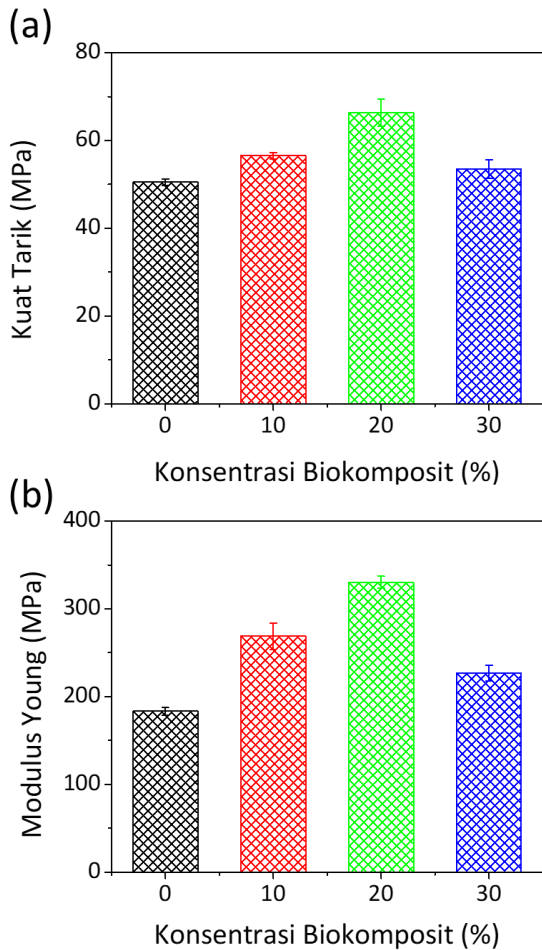 (a)
80
60
40
20
0
Kuat Tarik (MPa)
0 10 20 30
Konsentrasi Biokomposit (%)
(b)
400
300
200
100
0
Modulus Young (MPa)
0 10 20 30
Konsentrasi Biokomposit (%)